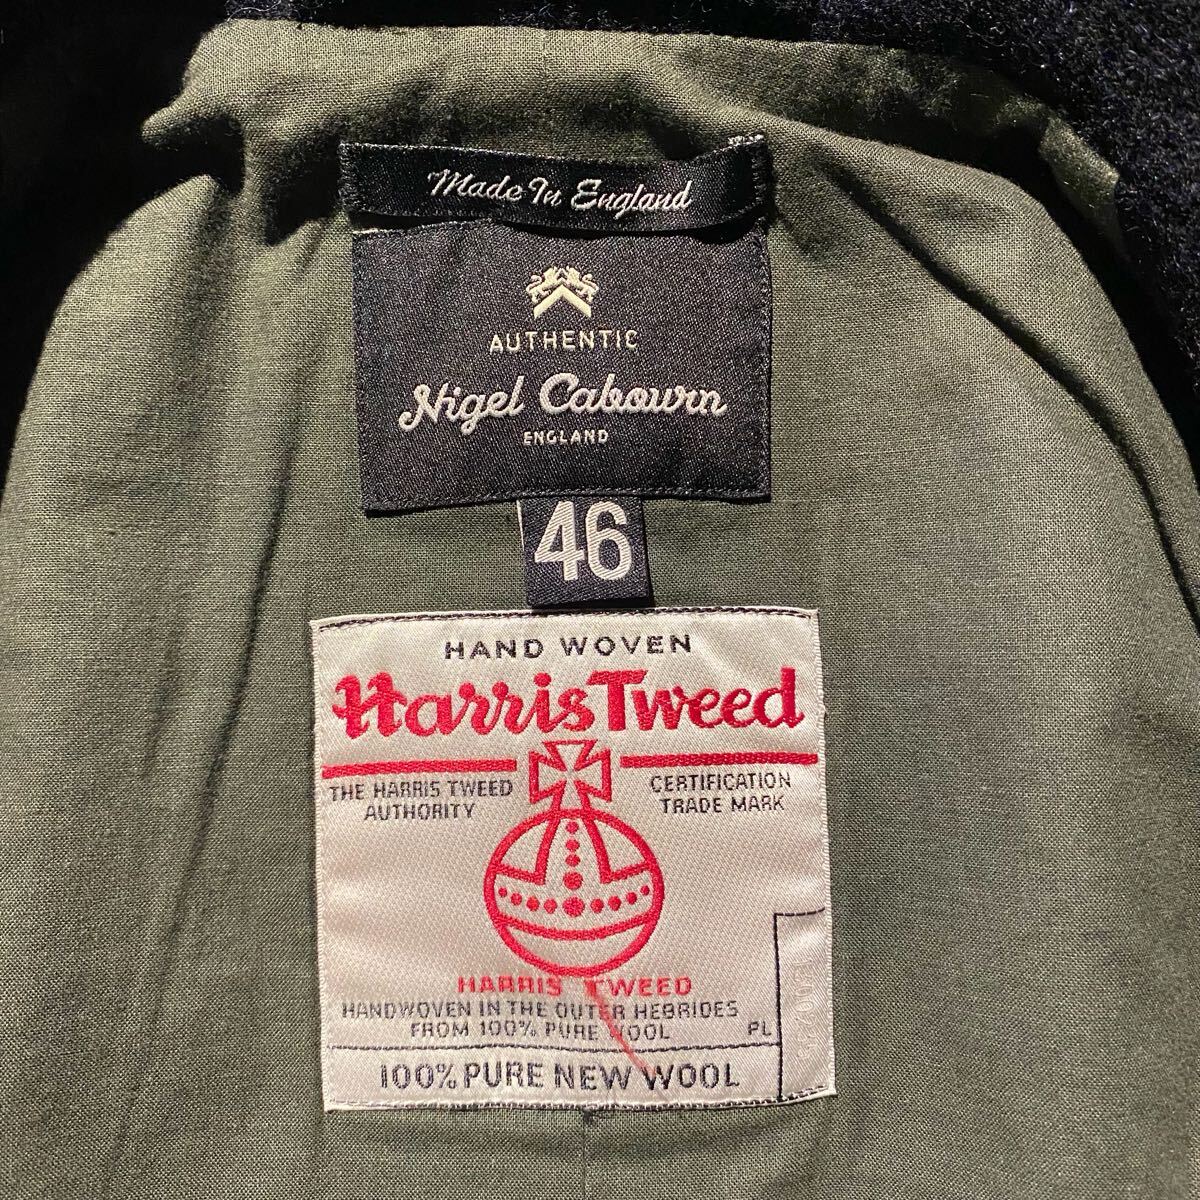 Made In England
AUTHENTIC
Nigel Cabourn
ENGLAND
46
HAND WOVEN
Harris Tweed
THE HARRIS TWEED
AUTHORITY
CERTIFICATION
TRADE MARK
HARRIS TWEED
HANDWOVEN IN THE OUTER HEBRIDES
FROM 100% PURE WOOL
PL
100% PURE NEW WOOL